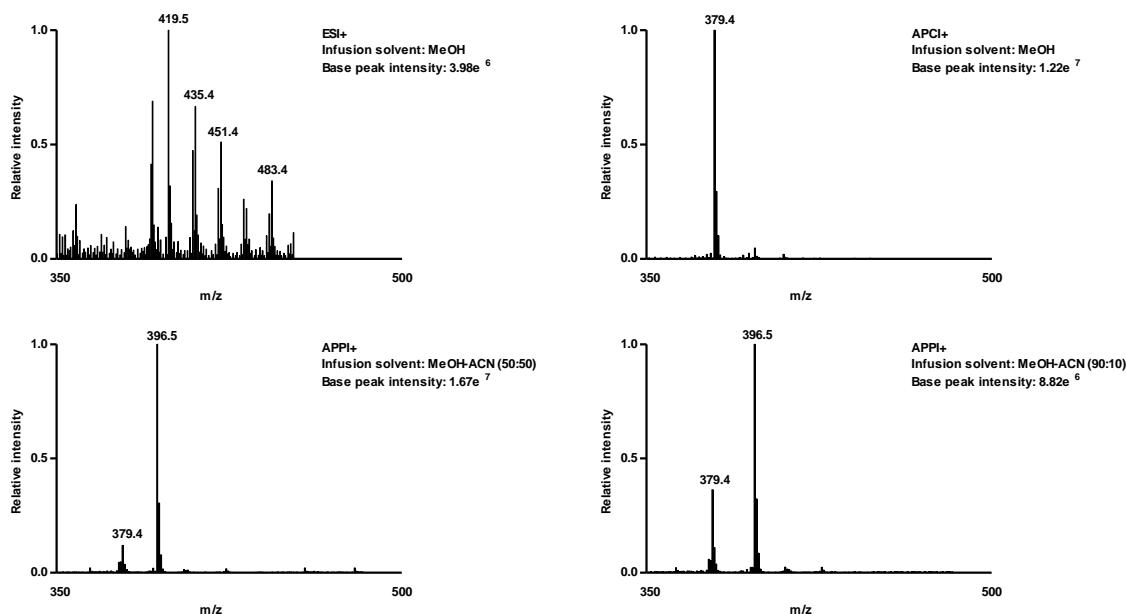 419.5
ESI+
Infusion solvent: MeOH
Base peak intensity: 3.98e 6
1.0
435.4
451.4
483.4
0.5
0.0
350
500
m/z
Relative intensity
379.4
APCI+
Infusion solvent: MeOH
Base peak intensity: 1.22e 7
1.0
0.5
0.0
350
500
m/z
Relative intensity
396.5
APPI+
Infusion solvent: MeOH-ACN (50:50)
Base peak intensity: 1.67e 7
1.0
0.5
379.4
0.0
350
500
m/z
Relative intensity
396.5
APPI+
Infusion solvent: MeOH-ACN (90:10)
Base peak intensity: 8.82e 6
1.0
0.5
379.4
0.0
350
500
m/z
Relative intensity